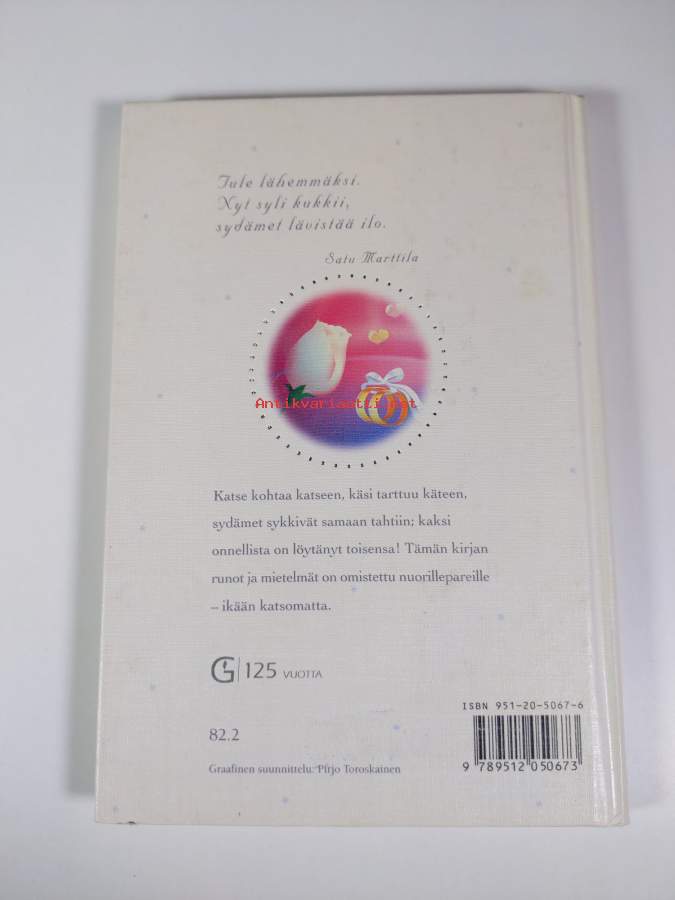 Tule lähemmäksi.
Nyt syli kukkii,
sydämet lävistää ilo.
Satu Marttila
Antikvariaatti.net
Katse kohtaa katseen, käsi tarttuu käteen,
sydämet sykkivät samaan tahtiin; kaksi
onnellista on löytänyt toisensa! Tämän kirjan
runot ja mietelmät on omistettu nuorillepareille
– ikään katsomatta.
G 125 VUOTTA
ISBN 951-20-5067-6
82.2
Graafinen suunnittelu: Pirjo Toroskainen
9 789512 050673